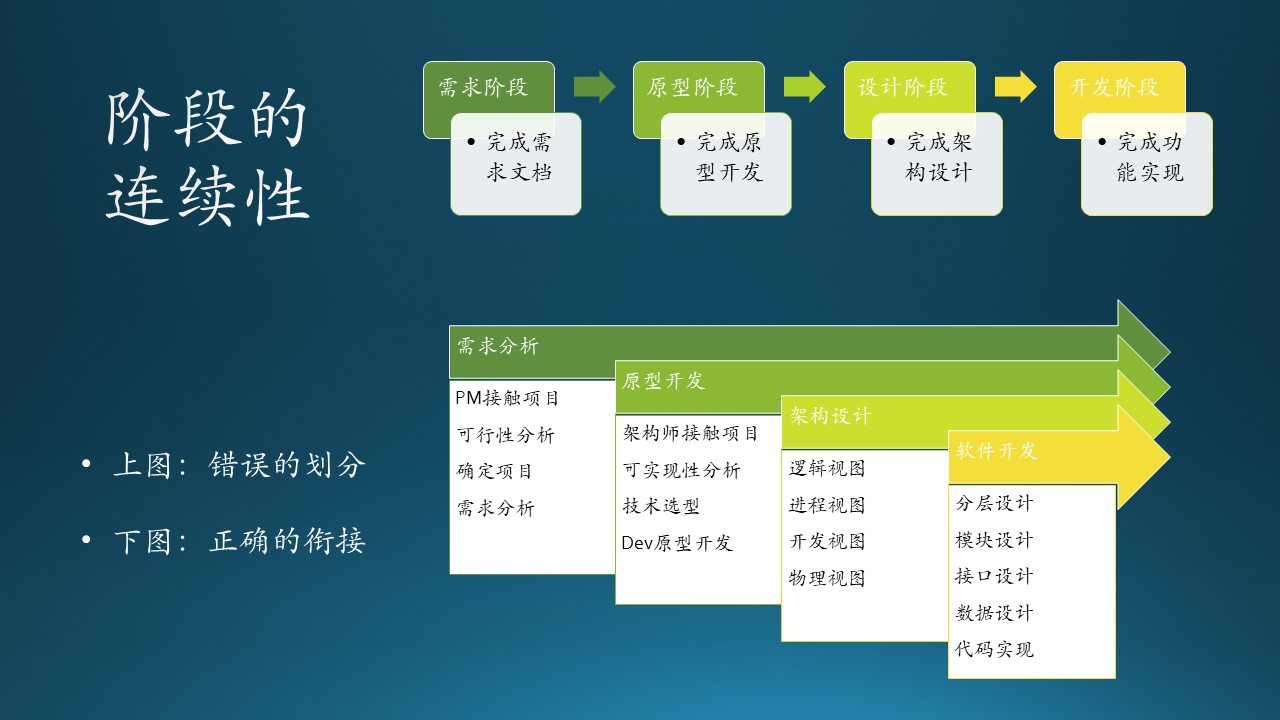 阶段的
连续性
需求阶段
• 完成需
求文档
原型阶段
• 完成原
型开发
设计阶段
• 完成架
构设计
开发阶段
• 完成功
能实现
• 上图：错误的划分
• 下图：正确的衔接
需求分析
PM接触项目
可行性分析
确定项目
需求分析
原型开发
架构师接触项目
可实现性分析
技术选型
Dev原型开发
架构设计
逻辑视图
进程视图
开发视图
物理视图
软件开发
分层设计
模块设计
接口设计
数据设计
代码实现